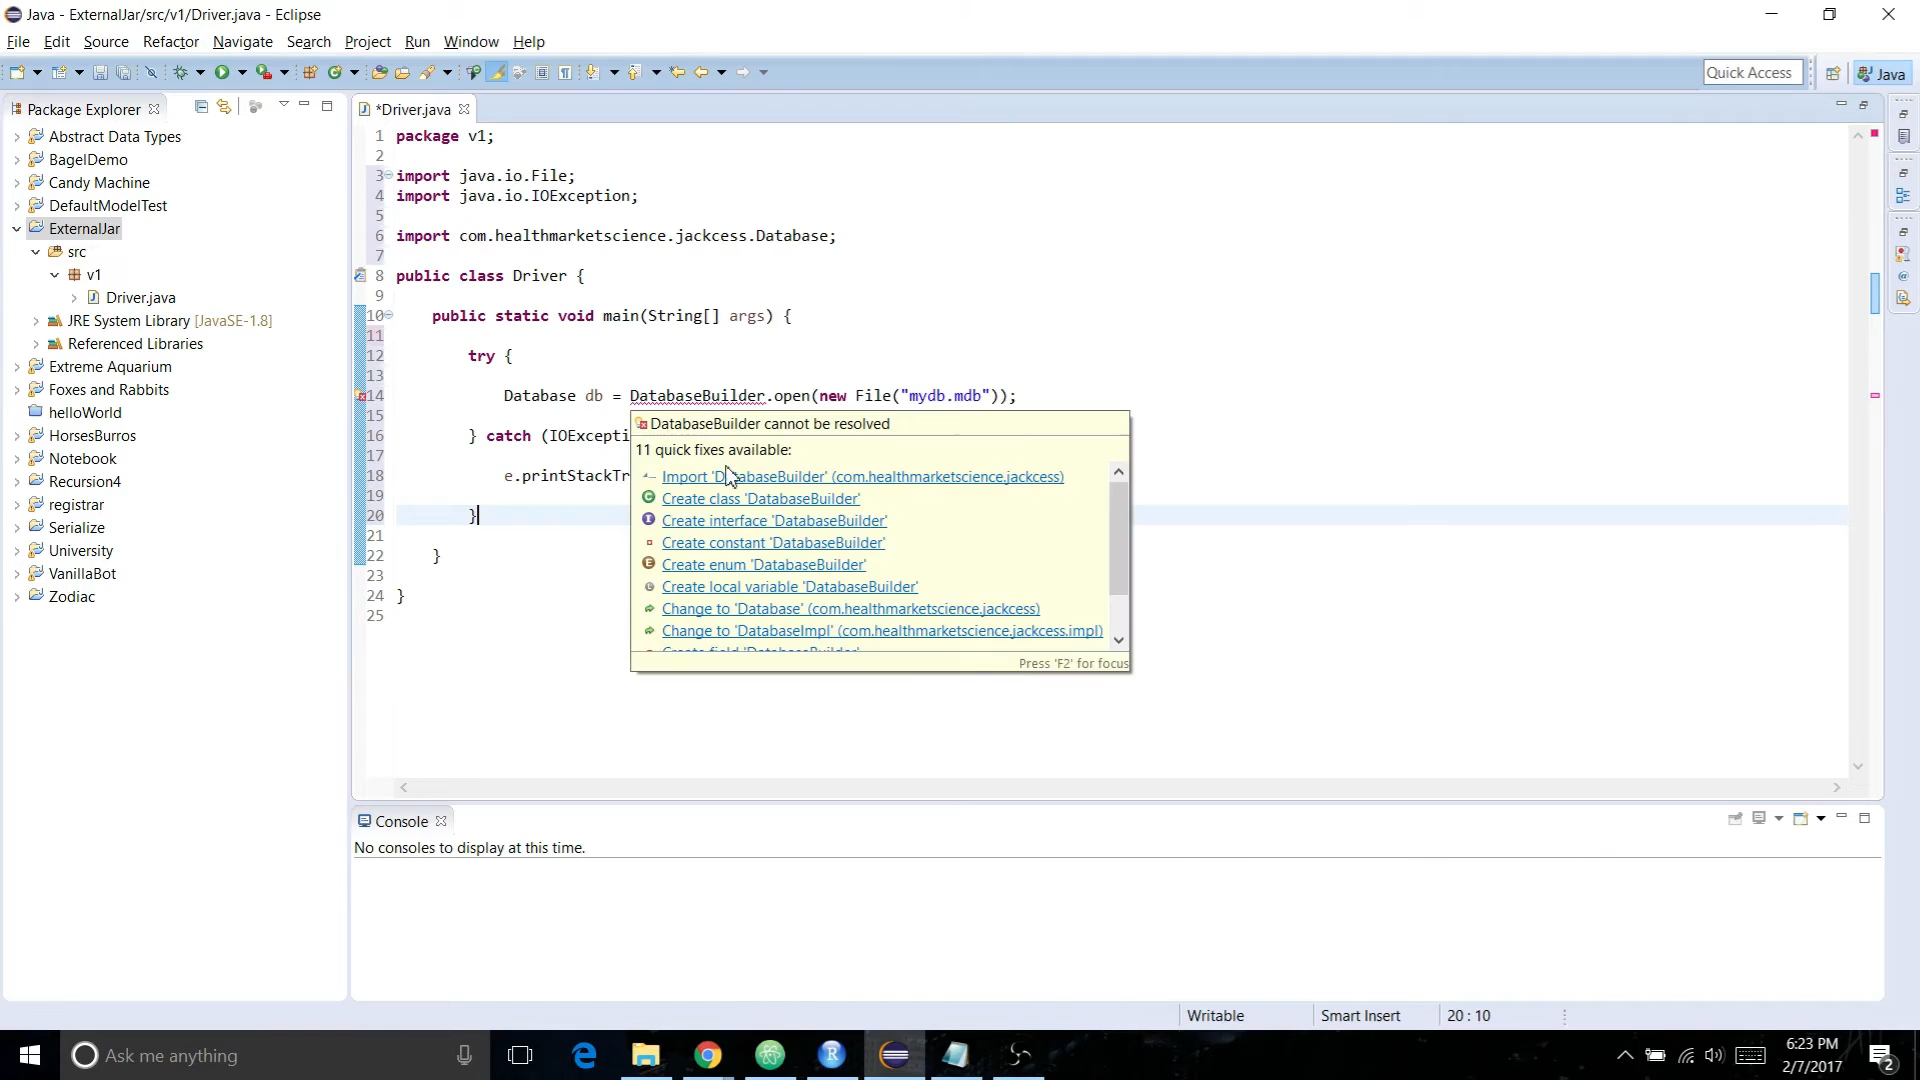 Java - ExternalJar/src/v1/Driver.java - Eclipse
File Edit Source Refactor Navigate Search Project Run Window Help
Quick Access
Java
Package Explorer
Abstract Data Types
BagelDemo
Candy Machine
DefaultModelTest
ExternalJar
src
v1
Driver.java
JRE System Library [JavaSE-1.8]
Referenced Libraries
Extreme Aquarium
Foxes and Rabbits
helloWorld
HorsesBurros
Notebook
Recursion4
registrar
Serialize
University
VanillaBot
Zodiac
*Driver.java
1 package v1;
2
3 import java.io.File;
4 import java.io.IOException;
5
6 import com.healthmarketscience.jackcess.Database;
7
8 public class Driver {
9
10 public static void main(String[] args) {
11
12 try {
13
14 Database db = DatabaseBuilder.open(new File("mydb.mdb"));
15
16 } catch (IOExcepti
17
18 e.printStackTr
19
20 }
21
22 }
23
24 }
25
DatabaseBuilder cannot be resolved
11 quick fixes available:
Import 'DatabaseBuilder' (com.healthmarketscience.jackcess)
Create class 'DatabaseBuilder'
Create interface 'DatabaseBuilder'
Create constant 'DatabaseBuilder'
Create enum 'DatabaseBuilder'
Create local variable 'DatabaseBuilder'
Change to 'Database' (com.healthmarketscience.jackcess)
Change to 'DatabaseImpl' (com.healthmarketscience.jackcess.impl)
Create field 'DatabaseBuilder'
Press 'F2' for focus
Console
No consoles to display at this time.
Writable
Smart Insert
20 : 10
Ask me anything
6:23 PM
2/7/2017
2